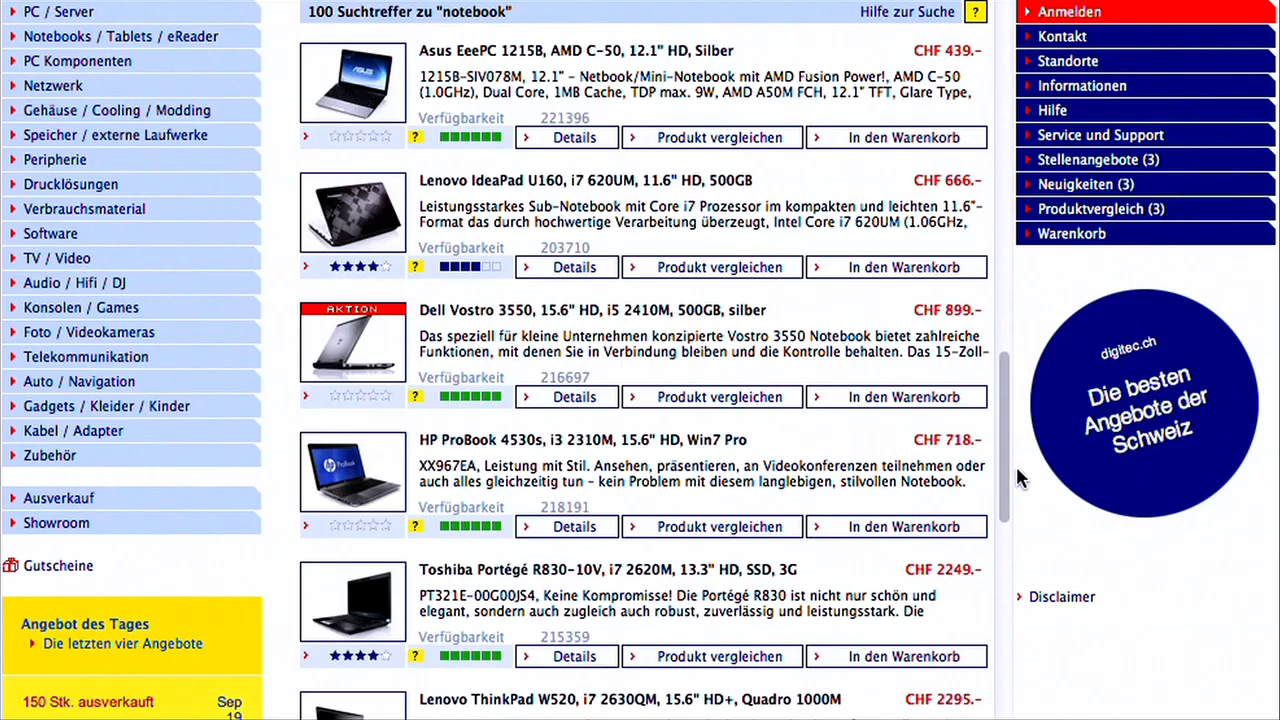 PC / Server
Notebooks / Tablets / eReader
PC Komponenten
Netzwerk
Gehäuse / Cooling / Modding
Speicher / externe Laufwerke
Peripherie
Drucklösungen
Verbrauchsmaterial
Software
TV / Video
Audio / Hifi / DJ
Konsolen / Games
Foto / Videokameras
Telekommunikation
Auto / Navigation
Gadgets / Kleider / Kinder
Kabel / Adapter
Zubehör
Ausverkauf
Showroom
Gutscheine
Angebot des Tages
Die letzten vier Angebote
150 Stk. ausverkauft Sep
19
100 Suchtreffer zu "notebook" Hilfe zur Suche ?
Asus EeePC 1215B, AMD C-50, 12.1" HD, Silber CHF 439.-
1215B-SIV078M, 12.1" - Netbook/Mini-Notebook mit AMD Fusion Power!, AMD C-50
(1.0GHz), Dual Core, 1MB Cache, TDP max. 9W, AMD A50M FCH, 12.1" TFT, Glare Type,
Verfügbarkeit 221396
? Details Produkt vergleichen In den Warenkorb
Lenovo IdeaPad U160, i7 620UM, 11.6" HD, 500GB CHF 666.-
Leistungsstarkes Sub-Notebook mit Core i7 Prozessor im kompakten und leichten 11.6"-
Format das durch hochwertige Verarbeitung überzeugt, Intel Core i7 620UM (1.06GHz,
Verfügbarkeit 203710
? Details Produkt vergleichen In den Warenkorb
AKTION
Dell Vostro 3550, 15.6" HD, i5 2410M, 500GB, silber CHF 899.-
Das speziell für kleine Unternehmen konzipierte Vostro 3550 Notebook bietet zahlreiche
Funktionen, mit denen Sie in Verbindung bleiben und die Kontrolle behalten. Das 15-Zoll-
Verfügbarkeit 216697
? Details Produkt vergleichen In den Warenkorb
HP ProBook 4530s, i3 2310M, 15.6" HD, Win7 Pro CHF 718.-
XX967EA, Leistung mit Stil. Ansehen, präsentieren, an Videokonferenzen teilnehmen oder
auch alles gleichzeitig tun - kein Problem mit diesem langlebigen, stilvollen Notebook.
Verfügbarkeit 218191
? Details Produkt vergleichen In den Warenkorb
Toshiba Portégé R830-10V, i7 2620M, 13.3" HD, SSD, 3G CHF 2249.-
PT321E-00G00JS4, Keine Kompromisse! Die Portégé R830 ist nicht nur schön und
elegant, sondern auch zugleich auch robust, zuverlässig und leistungsstark. Die
Verfügbarkeit 215359
? Details Produkt vergleichen In den Warenkorb
Lenovo ThinkPad W520, i7 2630QM, 15.6" HD+, Quadro 1000M CHF 2295.-
Anmelden
Kontakt
Standorte
Informationen
Hilfe
Service und Support
Stellenangebote (3)
Neuigkeiten (3)
Produktvergleich (3)
Warenkorb
digitec.ch
Die besten
Angebote der
Schweiz
Disclaimer